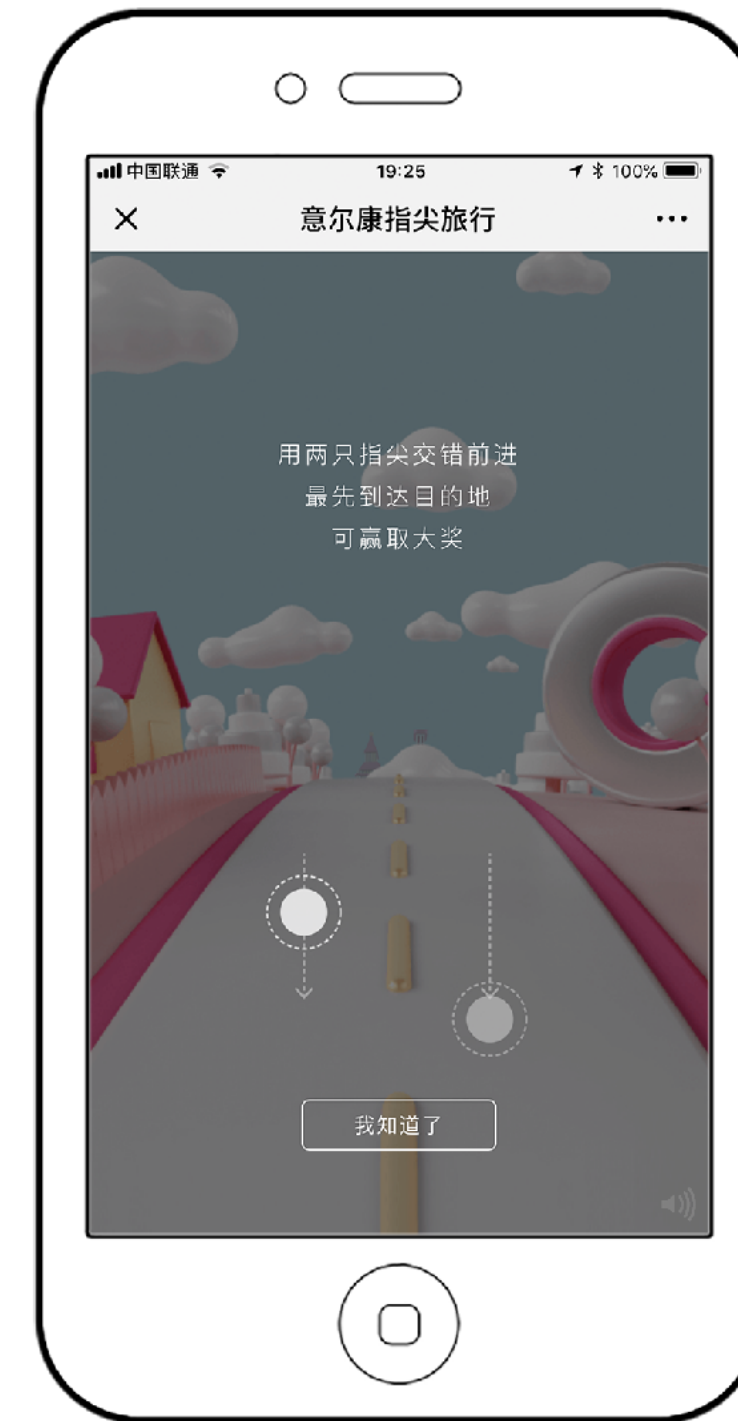 中国联通
19:25
100%
意尔康指尖旅行
用两只指尖交错前进
最先到达目的地
可赢取大奖
我知道了